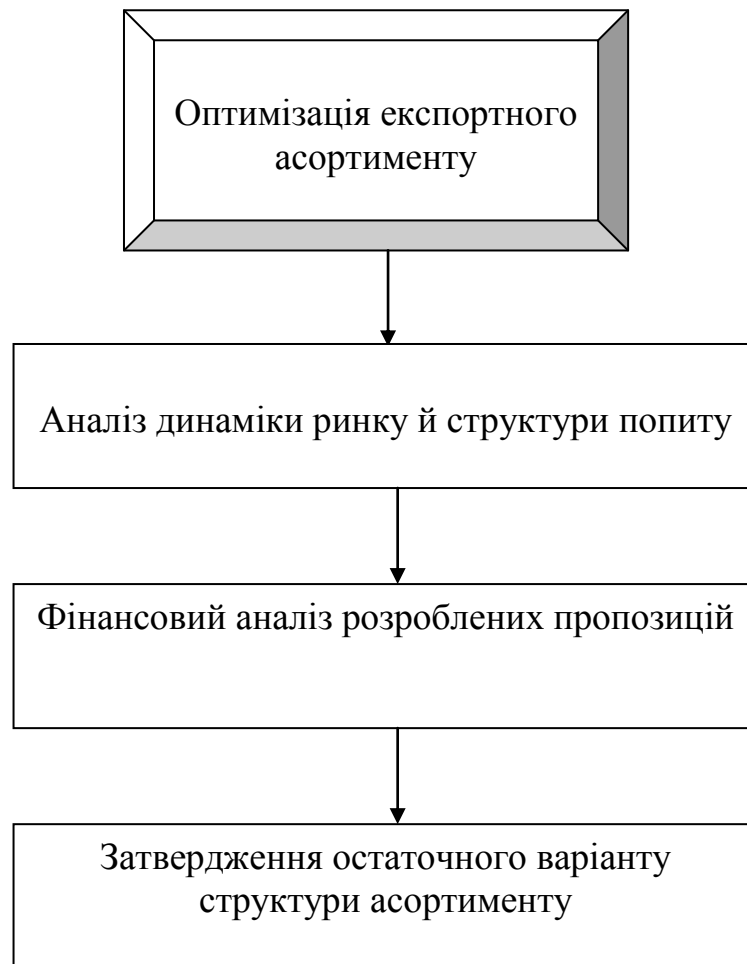 Оптимізація експортного
асортименту
Аналіз динаміки ринку й структури попиту
Фінансовий аналіз розроблених пропозицій
Затвердження остаточного варіанту
структури асортименту